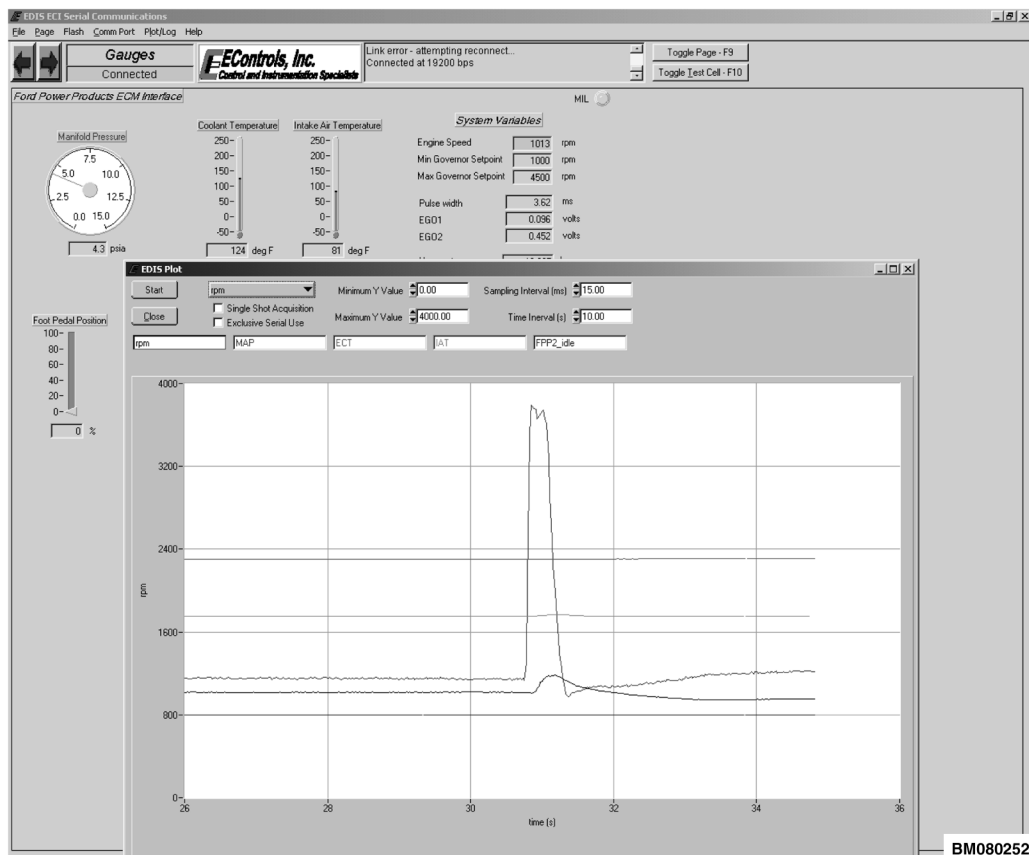 EDIS ECI Serial Communications
File Page Flash Comm Port Plot/Log Help
Gauges
Connected
EControls, Inc.
Control and Instrumentation Specialists
Link error - attempting reconnect...
Connected at 19200 bps
Toggle Page - F9
Toggle Test Cell - F10
Ford Power Products ECM Interface
MIL
Manifold Pressure
0.0 2.5 5.0 7.5 10.0 12.5 15.0
4.3 psia
Coolant Temperature
250
200
150
100
50
0
-50
124 deg F
Intake Air Temperature
250
200
150
100
50
0
-50
81 deg F
System Variables
Engine Speed 1013 rpm
Min Governor Setpoint 1000 rpm
Max Governor Setpoint 4500 rpm
Pulse width 3.62 ms
EGO1 0.096 volts
EGO2 0.452 volts
Foot Pedal Position
100
80
60
40
20
0
0 %
EDIS Plot
Start rpm Minimum Y Value 0.00 Sampling Interval (ms) 15.00
Single Shot Acquisition
Close Exclusive Serial Use Maximum Y Value 4000.00 Time Inerval (s) 10.00
rpm MAP ECT IAT FPP2_idle
4000
3200
2400
rpm
1600
800
0
26 28 30 32 34 36
time (s)
BM080252